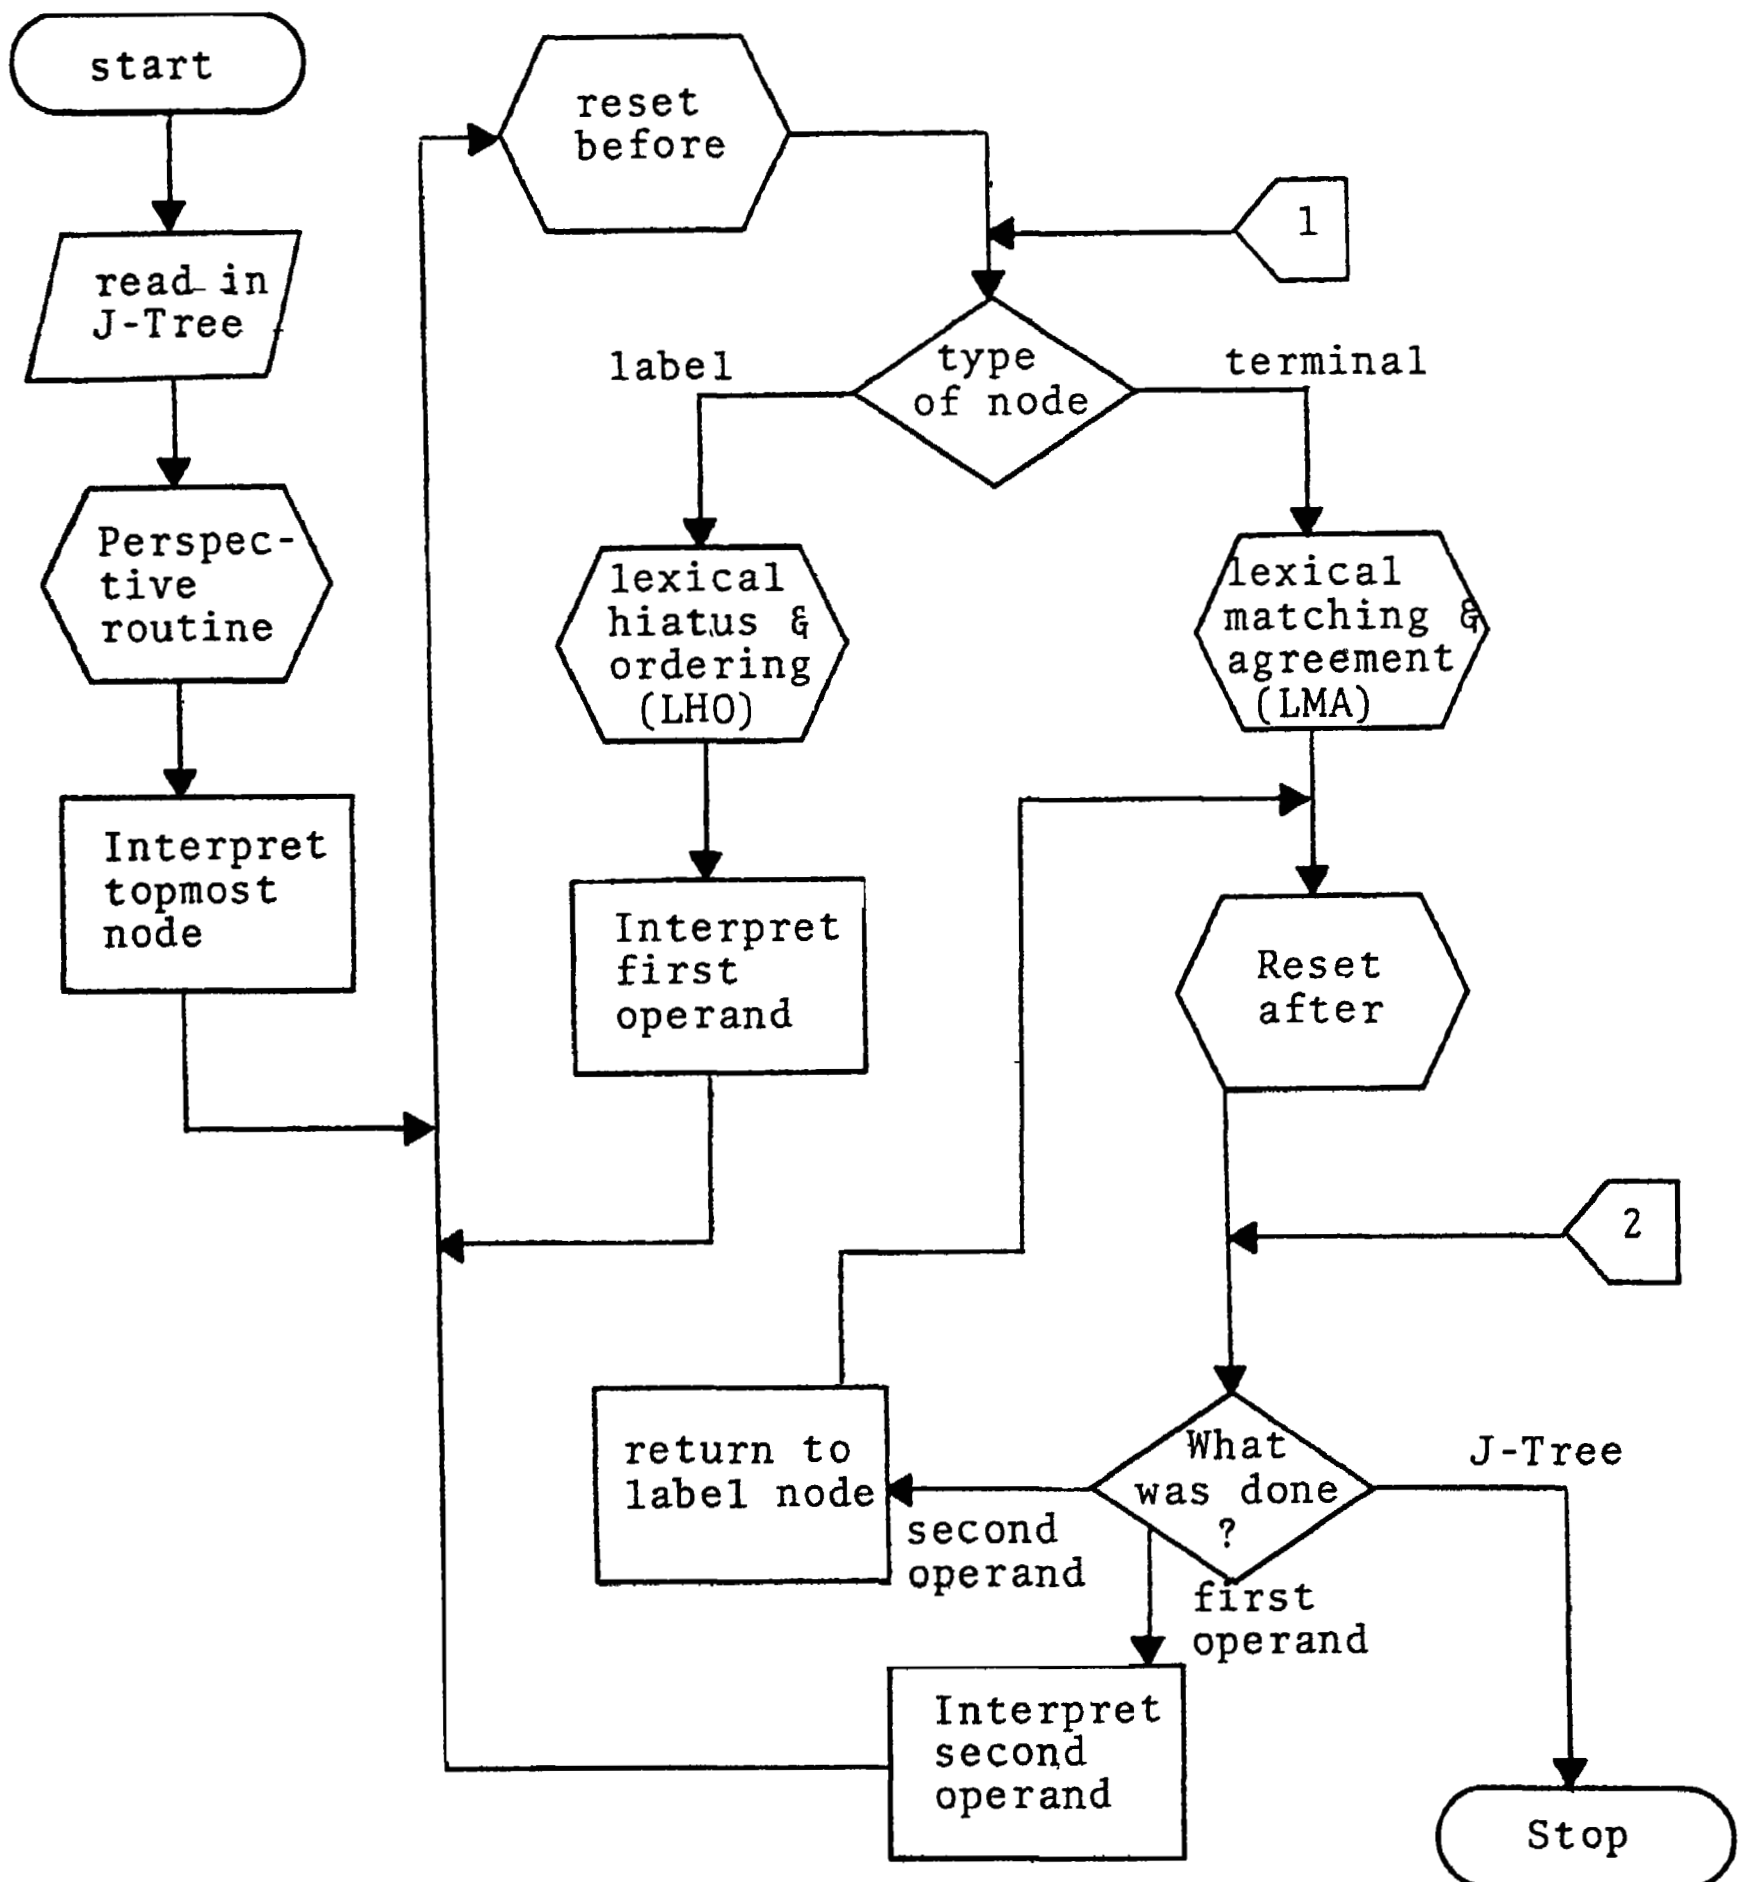 start
read in
J-Tree
Perspec-
tive
routine
Interpret
topmost
node
reset
before
1
type
of node
label
terminal
lexical
hiatus &
ordering
(LHO)
lexical
matching &
agreement
(LMA)
Interpret
first
operand
Reset
after
2
What
was done
?
J-Tree
return to
label node
second
operand
first
operand
Interpret
second
operand
Stop